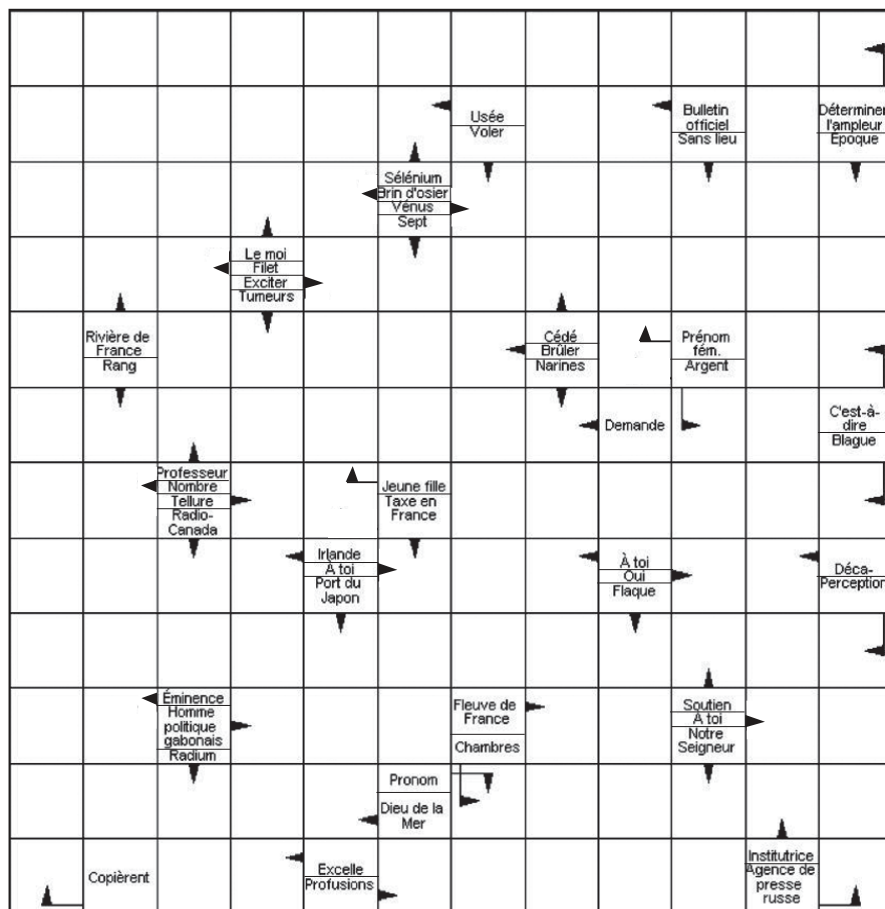 Usée
Voler
Bulletin
officiel
Sans lieu
Déterminer
l'ampleur
Époque
Sélénium
Brin d'osier
Vénus
Sept
Le moi
Filet
Exciter
Tumeurs
Rivière de
France
Rang
Cédé
Brûler
Narines
Prénom
fém.
Argent
Demande
C'est-à-
dire
Blague
Professeur
Nombre
Tellure
Radio-
Canada
Jeune fille
Taxe en
France
Irlande
À toi
Port du
Japon
À toi
Oui
Flaque
Déca-
Perception
Éminence
Homme
politique
gabonais
Radium
Fleuve de
France
Chambres
Soutien
À toi
Notre
Seigneur
Pronom
Dieu de la
Mer
Copièrent
Excelle
Profusions
Institutrice
Agence de
presse
russe